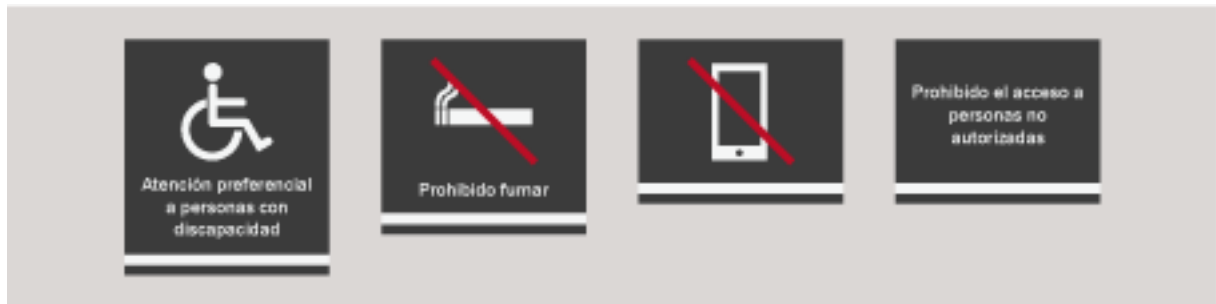 Atención preferencial
a personas con
discapacidad
Prohibido fumar
Prohibido el acceso a
personas no
autorizadas